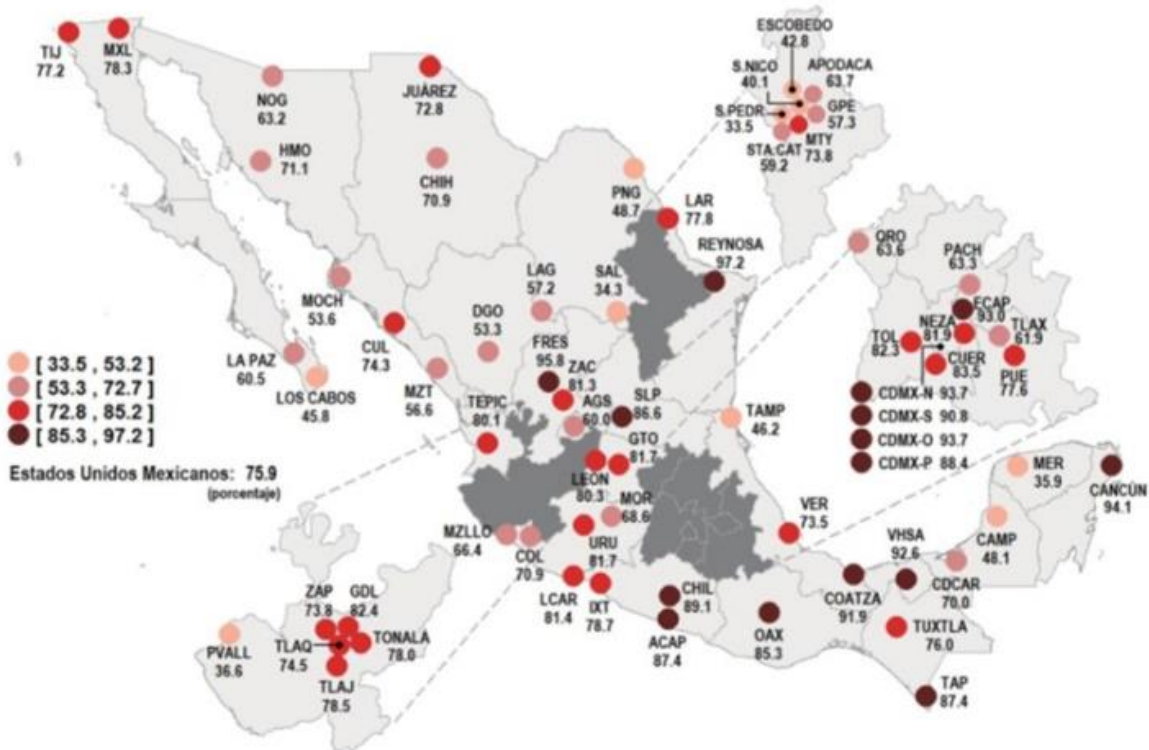 TIJ
77.2
MXL
78.3
NOG
63.2
HMO
71.1
JUÁREZ
72.8
CHIH
70.9
PNG
48.7
LAR
77.8
REYNOSA
97.2
ESCOBEDO
42.8
S.NICO
40.1
APODACA
63.7
S.PEDR
33.5
GPE
57.3
MTY
73.8
STA.CAT
59.2
MOCH
53.6
LAG
57.2
SAL
34.3
DGO
53.3
CUL
74.3
LA PAZ
60.5
LOS CABOS
45.8
MZT
56.6
FRES
95.8
ZAC
81.3
AGS
60.0
SLP
86.6
TEPIC
80.1
TAMP
46.2
GTO
81.7
LEÓN
80.3
MOR
68.6
MZLLO
66.4
COL
70.9
URU
81.7
LCAR
81.4
IXT
78.7
CHIL
89.1
ACAP
87.4
OAX
85.3
VER
73.5
COATZA
91.9
VHSA
92.6
CDCAR
70.0
TUXTLA
76.0
TAP
87.4
CAMP
48.1
MER
35.9
CANCÚN
94.1
QRO
63.6
PACH
63.3
ECAP
93.0
NEZA
81.9
TLAX
61.9
TOL
82.3
CUER
83.5
PUE
77.6
CDMX-N 93.7
CDMX-S 90.8
CDMX-O 93.7
CDMX-P 88.4
[ 33.5 , 53.2 ]
[ 53.3 , 72.7 ]
[ 72.8 , 85.2 ]
[ 85.3 , 97.2 ]
Estados Unidos Mexicanos: 75.9
(porcentaje)
ZAP
73.8
GDL
82.4
TLAQ
74.5
TONALA
78.0
PVALL
36.6
TLAJ
78.5